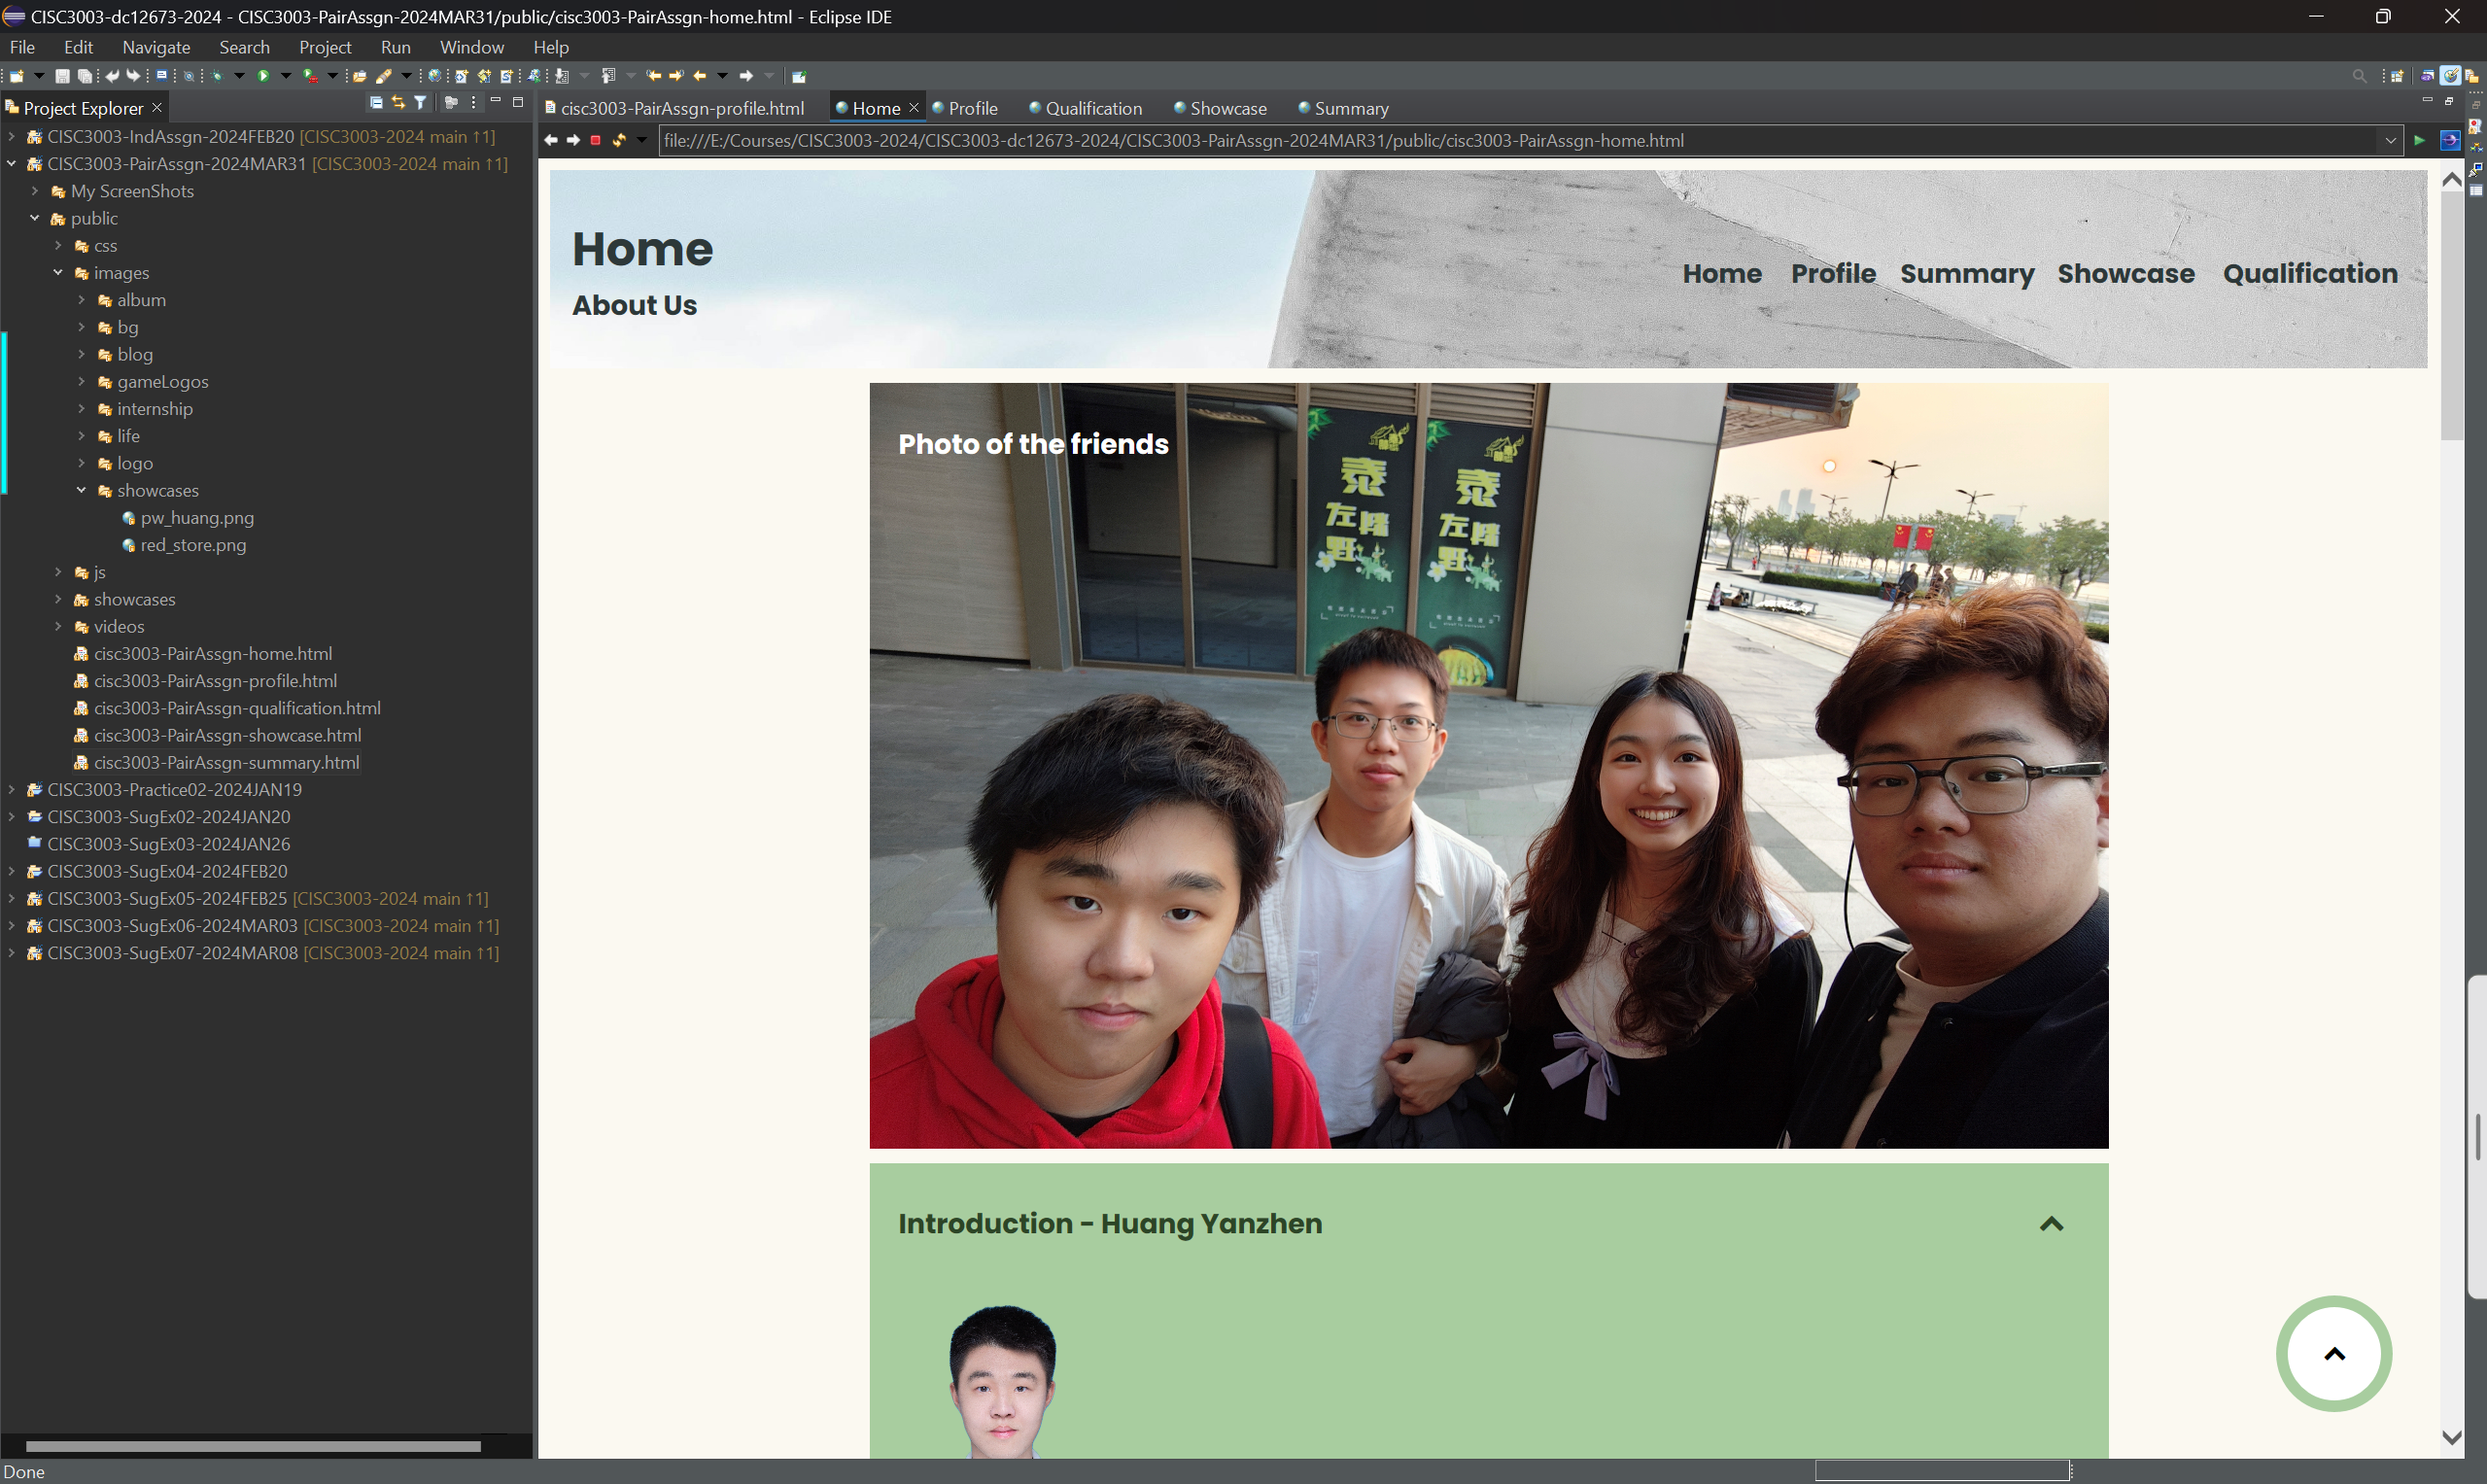 CISC3003-dc12673-2024 - CISC3003-PairAssgn-2024MAR31/public/cisc3003-PairAssgn-home.html - Eclipse IDE
File Edit Navigate Search Project Run Window Help
Project Explorer
CISC3003-IndAssgn-2024FEB20 [CISC3003-2024 main ↑1]
CISC3003-PairAssgn-2024MAR31 [CISC3003-2024 main ↑1]
My ScreenShots
public
css
images
album
bg
blog
gameLogos
internship
life
logo
showcases
pw_huang.png
red_store.png
js
showcases
videos
cisc3003-PairAssgn-home.html
cisc3003-PairAssgn-profile.html
cisc3003-PairAssgn-qualification.html
cisc3003-PairAssgn-showcase.html
cisc3003-PairAssgn-summary.html
CISC3003-Practice02-2024JAN19
CISC3003-SugEx02-2024JAN20
CISC3003-SugEx03-2024JAN26
CISC3003-SugEx04-2024FEB20
CISC3003-SugEx05-2024FEB25 [CISC3003-2024 main ↑1]
CISC3003-SugEx06-2024MAR03 [CISC3003-2024 main ↑1]
CISC3003-SugEx07-2024MAR08 [CISC3003-2024 main ↑1]
cisc3003-PairAssgn-profile.html Home Profile Qualification Showcase Summary
file:///E:/Courses/CISC3003-2024/CISC3003-dc12673-2024/CISC3003-PairAssgn-2024MAR31/public/cisc3003-PairAssgn-home.html
Home
About Us
Home Profile Summary Showcase Qualification
Photo of the friends
泰
左
泰
左
Introduction - Huang Yanzhen
Done